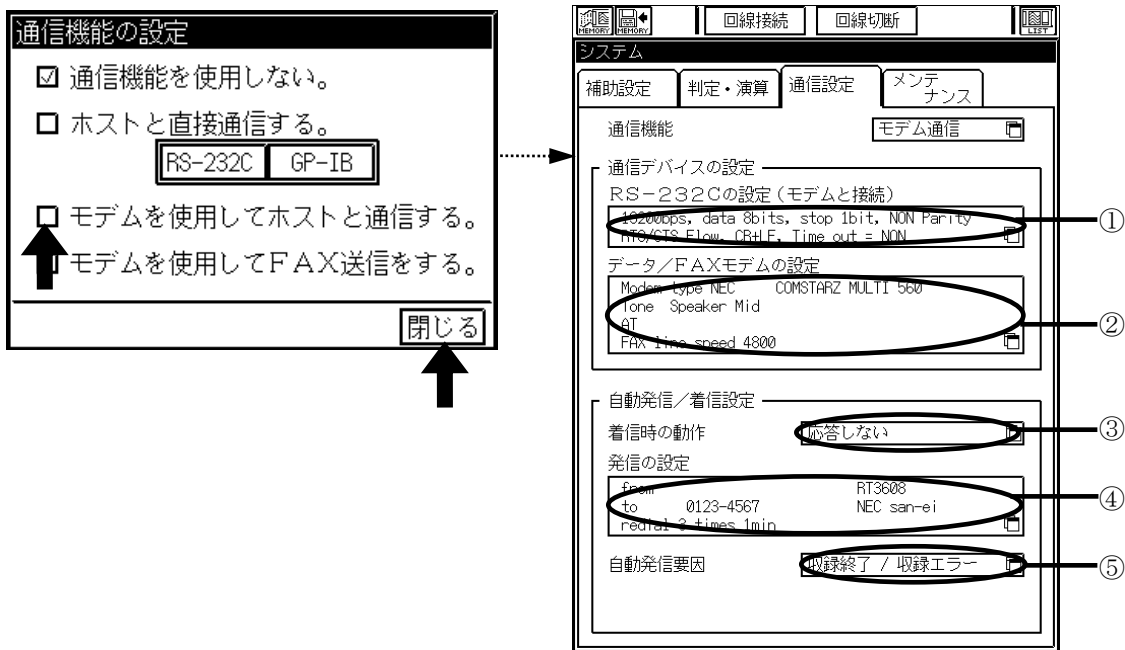 通信機能の設定
☑ 通信機能を使用しない。
□ ホストと直接通信する。
RS-232C GP-IB
□ モデムを使用してホストと通信する。
モデムを使用してＦＡＸ送信をする。
閉じる
MEMORY MEMORY 回線接続 回線切断 LIST
システム
補助設定 判定・演算 通信設定 メンテナンス
通信機能 モデム通信
通信デバイスの設定
ＲＳ－２３２Ｃの設定（モデムと接続）
19200bps, data 8bits, stop 1bit, NON Parity
RTS/CTS Flow, CR+LF, Time out = NON
①
データ／ＦＡＸモデムの設定
Modem type NEC COMSTARZ MULTI 560
Tone Speaker Mid
AT
FAX line speed 4800
②
自動発信／着信設定
着信時の動作 応答しない
③
発信の設定
from RT3608
to 0123-4567 NEC san-ei
redial 3 times 1min
④
自動発信要因 収録終了 / 収録エラー
⑤